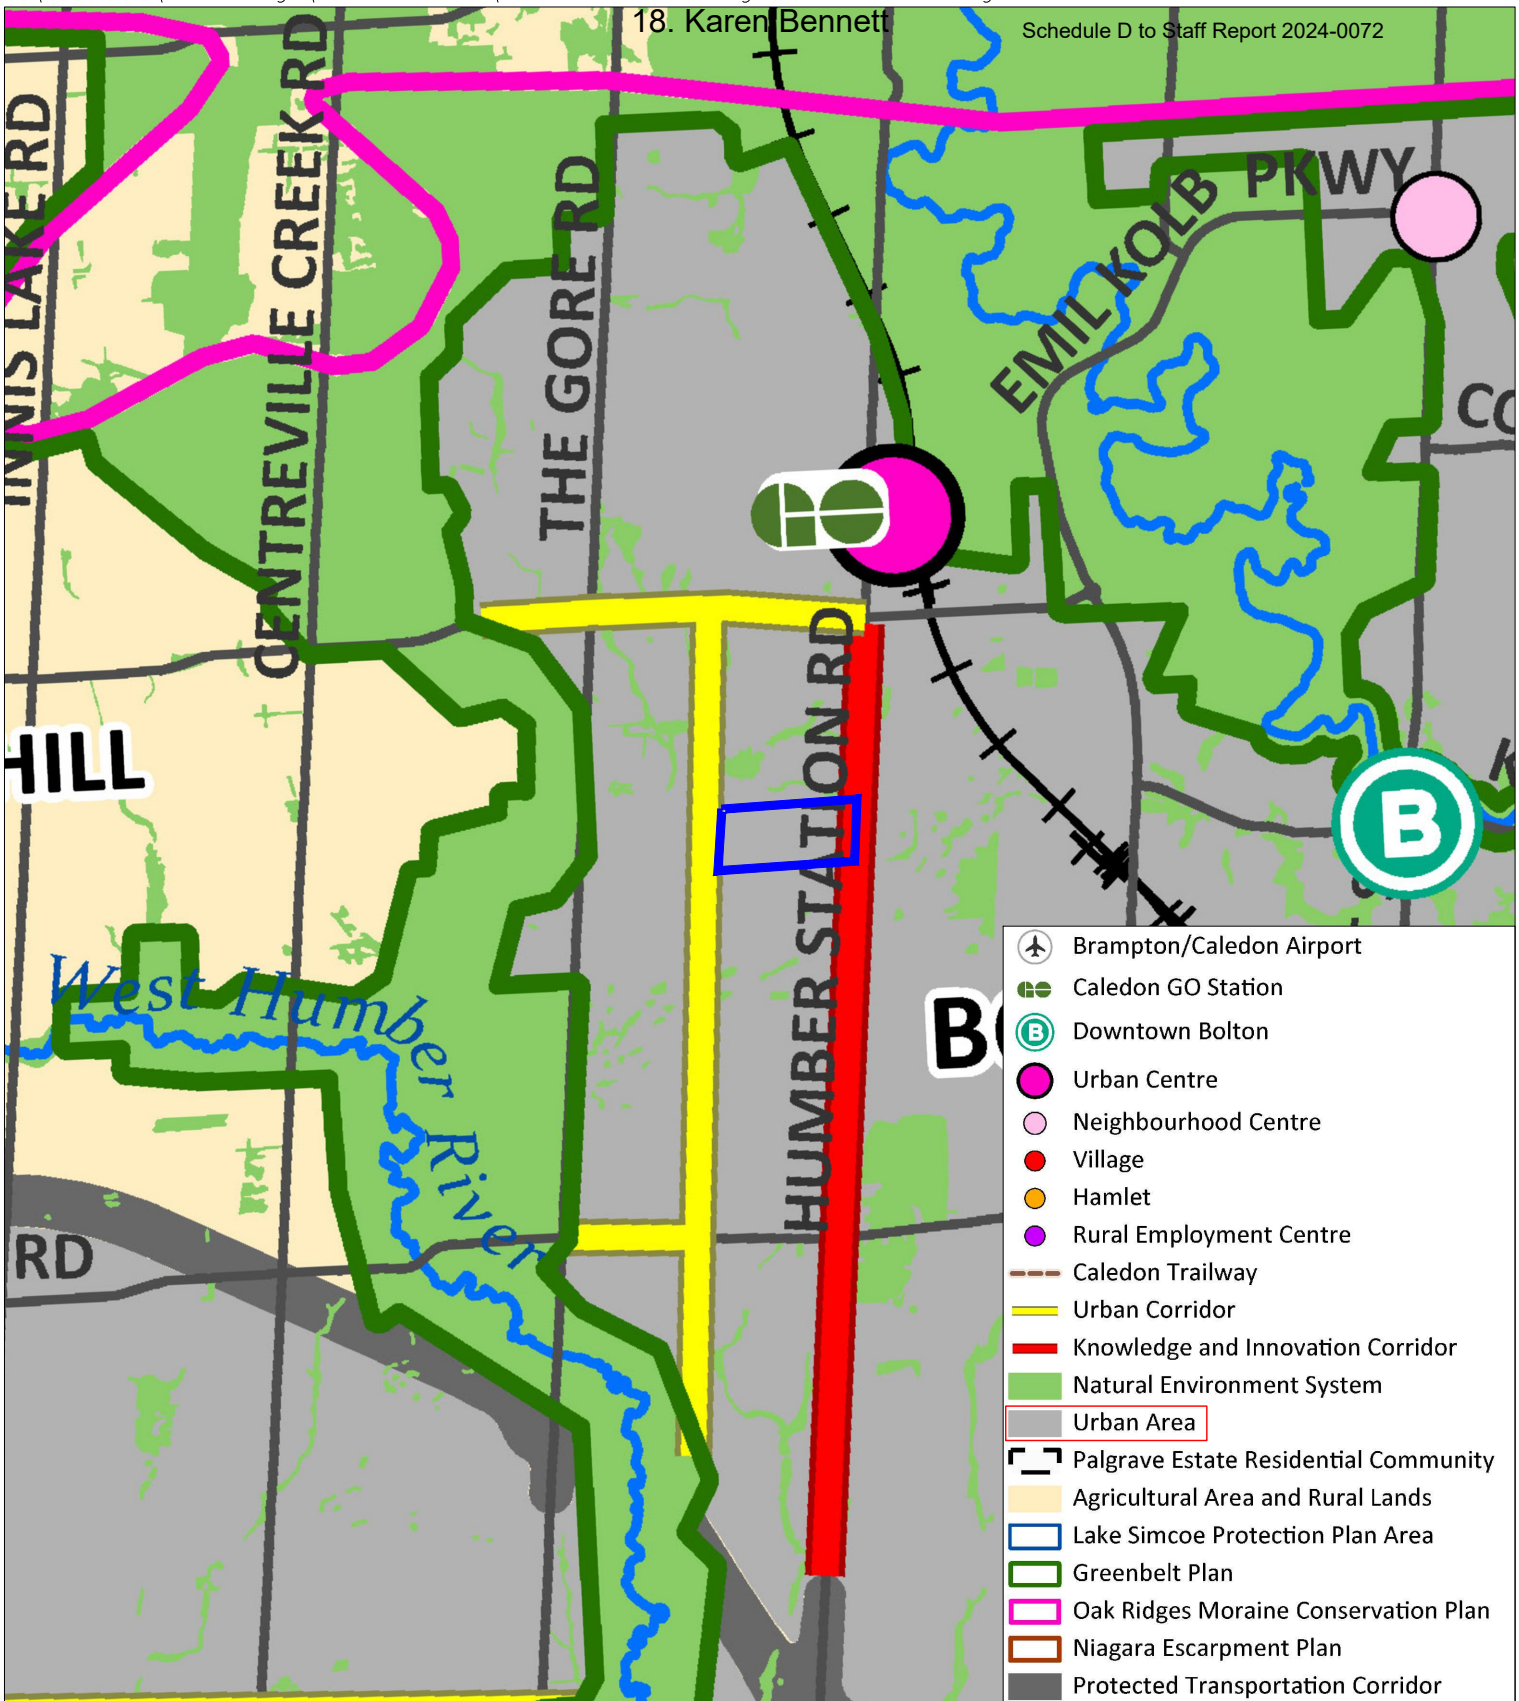 18. Karen Bennett
Schedule D to Staff Report 2024-0072
INNIS LAKE RD
CENTREVILLE CREEK RD
THE GORE RD
EMIL KOLB PKWY
CO
GO
HUMBER STATION RD
HILL
B
K
West Humber River
BO
RD
Brampton/Caledon Airport
GO Caledon GO Station
B Downtown Bolton
Urban Centre
Neighbourhood Centre
Village
Hamlet
Rural Employment Centre
Caledon Trailway
Urban Corridor
Knowledge and Innovation Corridor
Natural Environment System
Urban Area
Palgrave Estate Residential Community
Agricultural Area and Rural Lands
Lake Simcoe Protection Plan Area
Greenbelt Plan
Oak Ridges Moraine Conservation Plan
Niagara Escarpment Plan
Protected Transportation Corridor